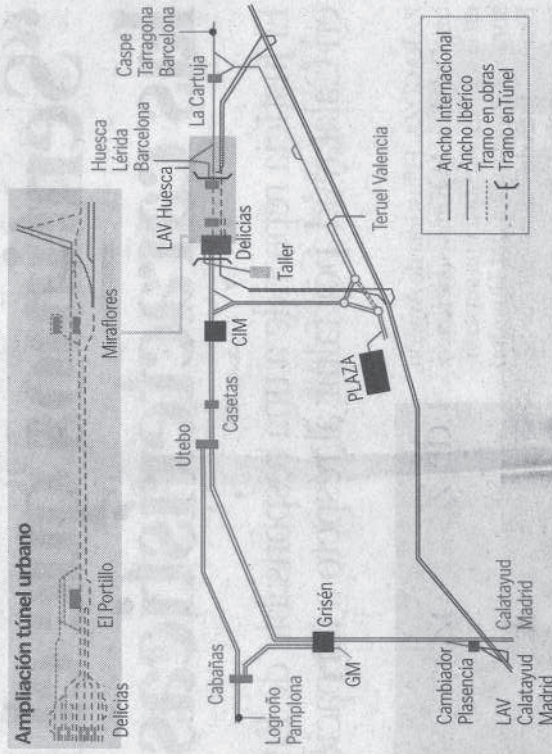 Ampliación túnel urbano
Delicias
El Portillo
Miraflores
Huesca
Lérida
Barcelona
Caspe
Tarragona
Barcelona
LAV Huesca
La Cartuja
Delicias
Taller
CIM
Casetas
Utebo
PLAZA
Teruel Valencia
Cabañas
Logroño
Pamplona
Grisén
GM
Cambiador
Plasencia
LAV
Calatayud
Madrid
Calatayud
Madrid
Ancho Internacional
Ancho Ibérico
Tramo en obras
Tramo en Túnel